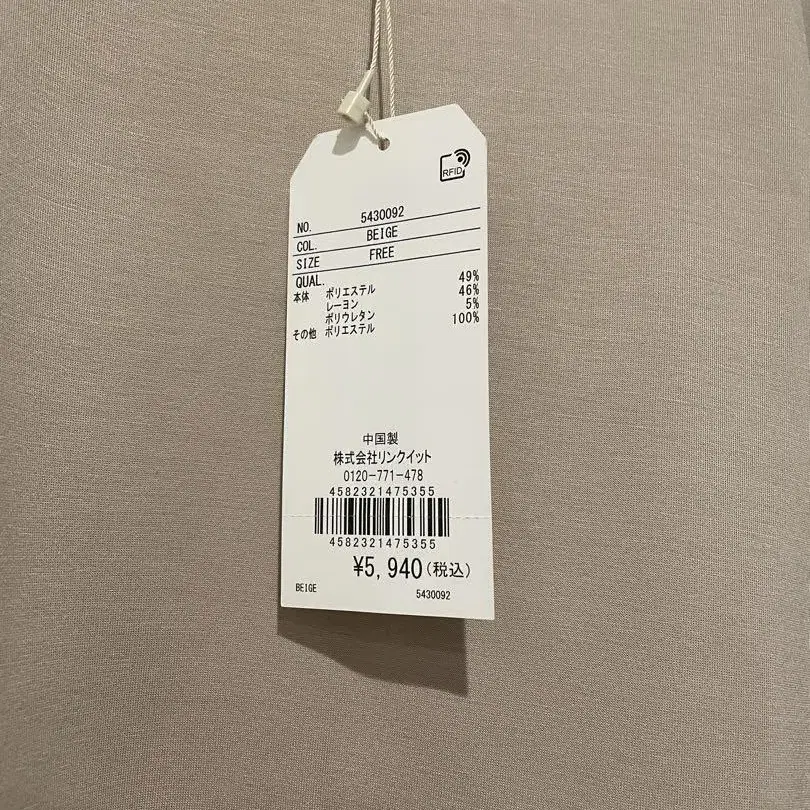 RFID
NO. 5430092
COL. BEIGE
SIZE FREE
QUAL.
本体 ポリエステル 49%
レーヨン 46%
ポリウレタン 5%
その他 ポリエステル 100%
中国製
株式会社リンクイット
0120-771-478
4582321475355
4582321475355
¥5,940(税込)
BEIGE 5430092